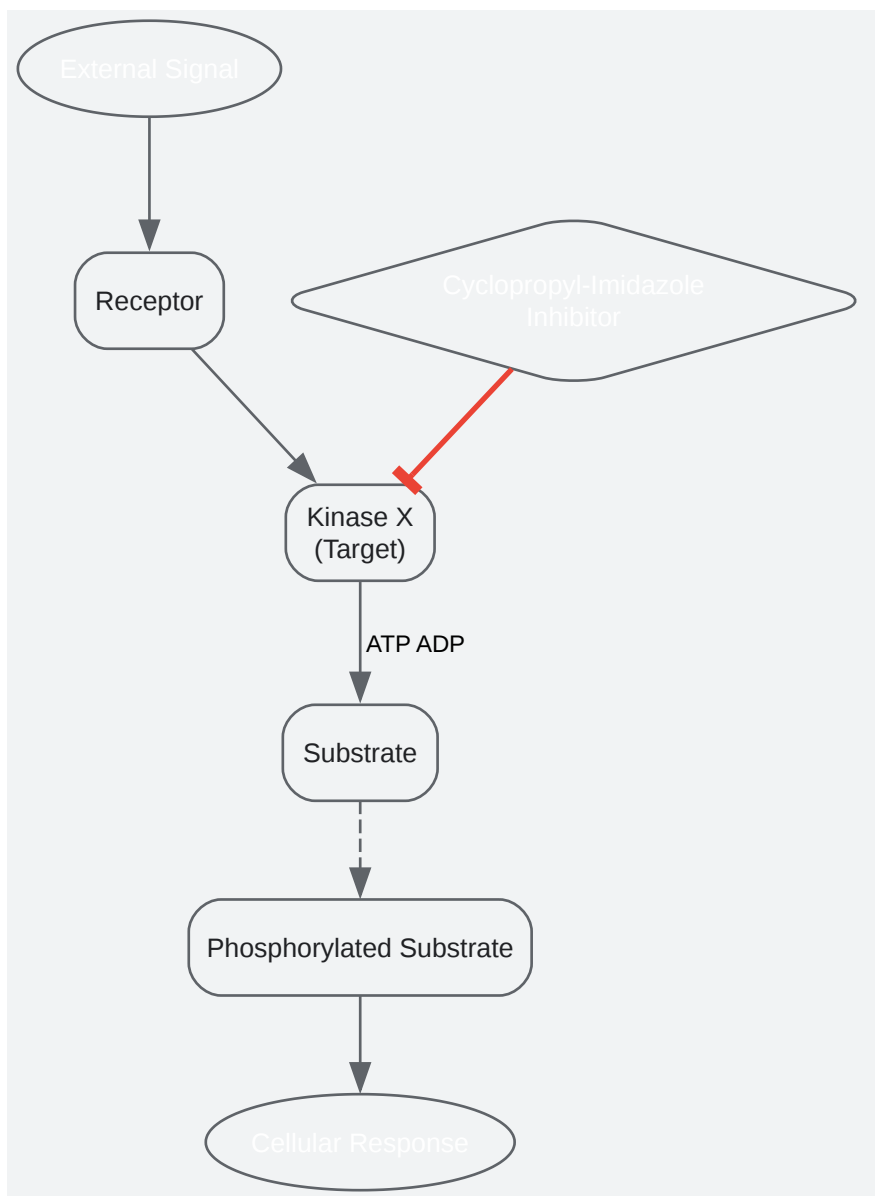 External Signal
Receptor
Cyclopropyl-Imidazole
Inhibitor
Kinase X
(Target)
ATP ADP
Substrate
Phosphorylated Substrate
Cellular Response